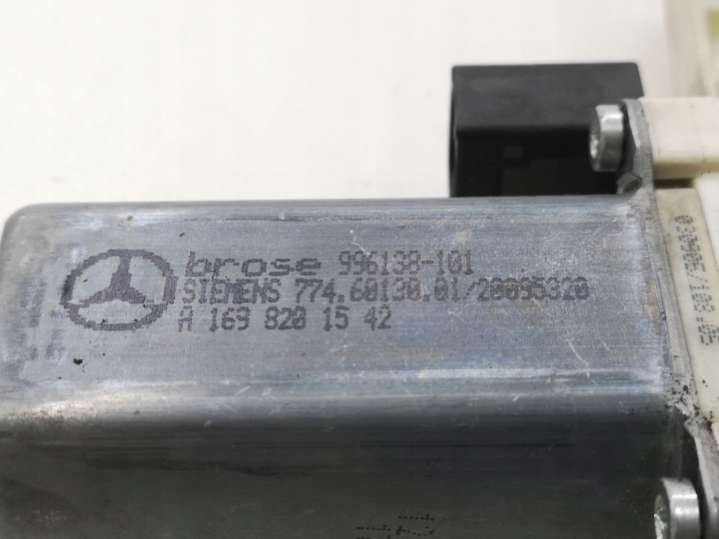 brose 996138-101
SIEMENS 774.60130.01/20095320
A 169 820 15 42